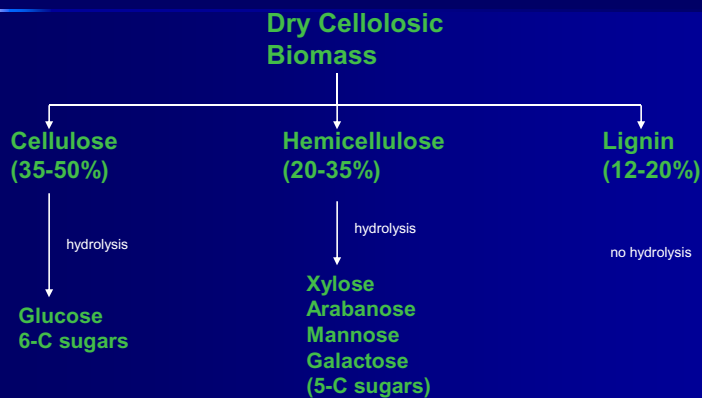 Dry Cellolosic
Biomass
Cellulose
(35-50%)
Hemicellulose
(20-35%)
Lignin
(12-20%)
hydrolysis
hydrolysis
no hydrolysis
Glucose
6-C sugars
Xylose
Arabanose
Mannose
Galactose
(5-C sugars)